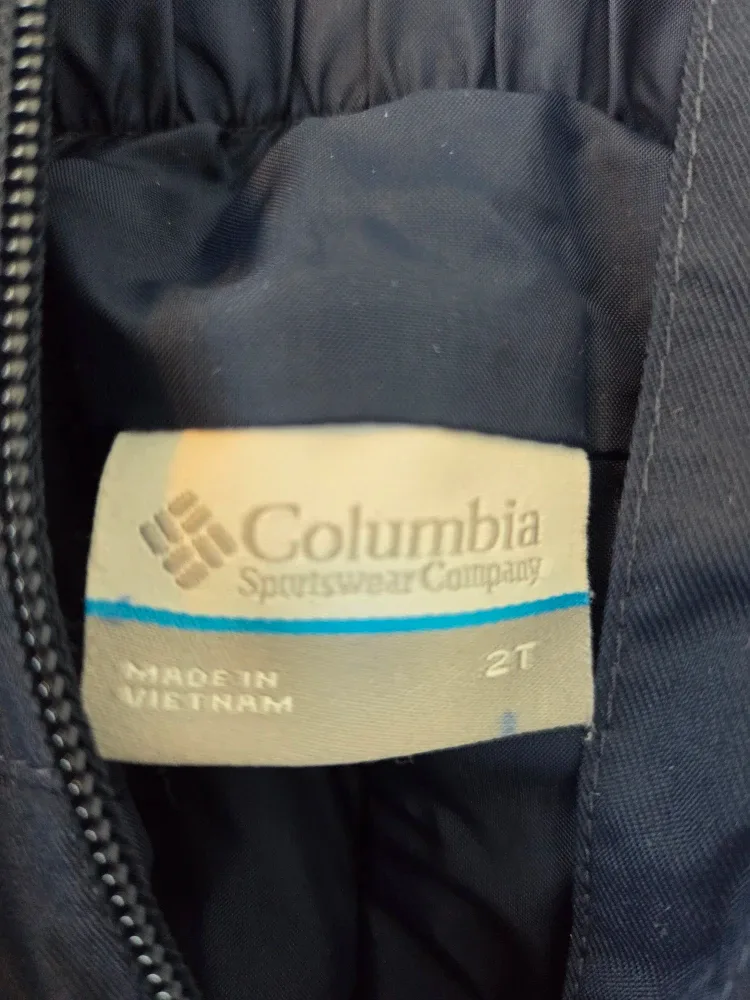 Columbia
Sportswear Company
MADE IN
VIETNAM
2T